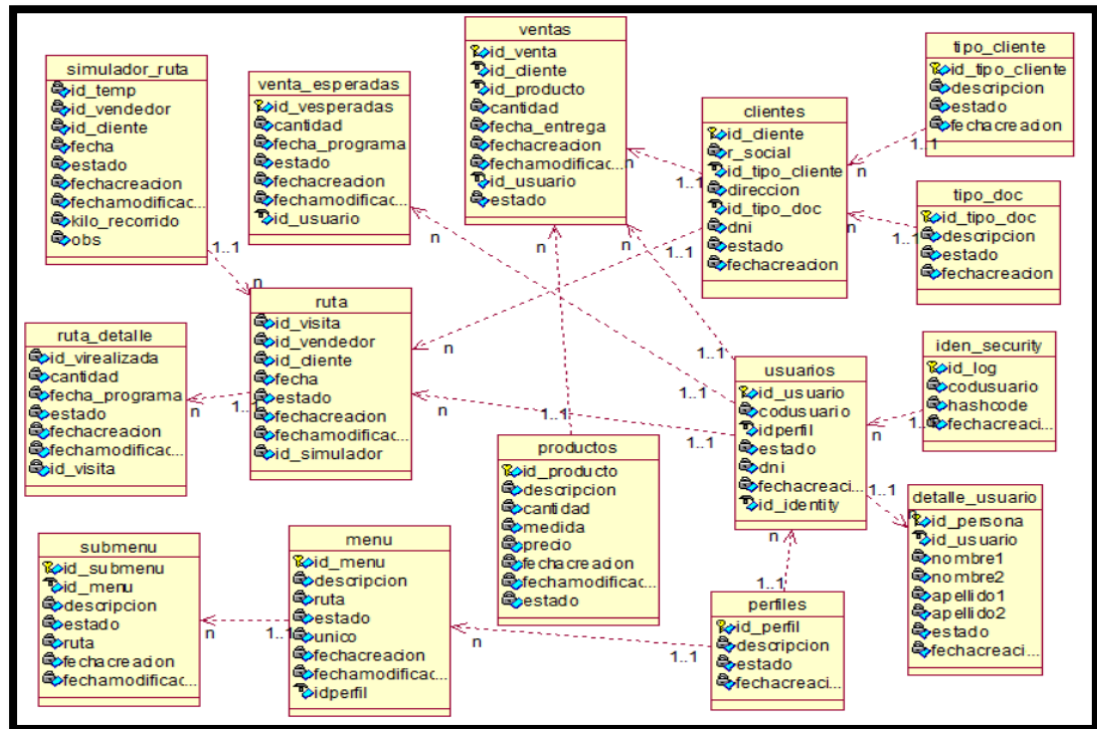 ventas
id_venta
id_cliente
id_producto
cantidad
fecha_entrega
fechacreacion
fechamodificac...
id_usuario
estado
tipo_cliente
id_tipo_cliente
descripcion
estado
fechacreacion
simulador_ruta
id_temp
id_vendedor
id_cliente
fecha
estado
fechacreacion
fechamodificac...
kilo_recorrido
obs
venta_esperadas
id_vesperadas
cantidad
fecha_programa
estado
fechacreacion
fechamodificac...
id_usuario
clientes
id_cliente
r_social
id_tipo_cliente
direccion
id_tipo_doc
dni
estado
fechacreacion
tipo_doc
id_tipo_doc
descripcion
estado
fechacreacion
ruta
id_visita
id_vendedor
id_cliente
fecha
estado
fechacreacion
fechamodificac...
id_simulador
ruta_detalle
id_virealizada
cantidad
fecha_programa
estado
fechacreacion
fechamodificac...
id_visita
usuarios
id_usuario
codusuario
idperfil
estado
dni
fechacreaci...
id_identity
iden_security
id_log
codusuario
hashcode
fechacreaci...
productos
id_producto
descripcion
cantidad
medida
precio
fechacreacion
fechamodificac...
estado
detalle_usuario
id_persona
id_usuario
nombre1
nombre2
apellido1
apellido2
estado
fechacreaci...
submenu
id_submenu
id_menu
descripcion
estado
ruta
fechacreacion
fechamodificac...
menu
id_menu
descripcion
ruta
estado
unico
fechacreacion
fechamodificac...
idperfil
perfiles
id_perfil
descripcion
estado
fechacreaci...
n
1..1
n
1..1
n
1..1
n
1..1
n
1..1
n
1..1
n
1..1
n
1..1
n
1..1
n
1..1
n
1..1
n
1..1
n
1..1
n
1..1
n